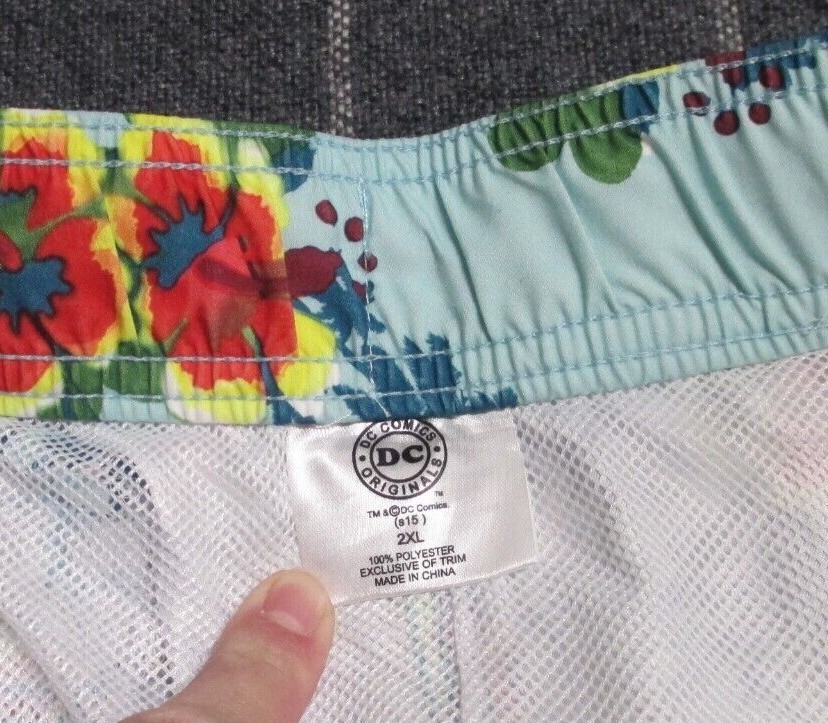 DC COMICS
DC
ORIGINALS
TM
TM & ©DC Comics.
(s15)
2XL
100% POLYESTER
EXCLUSIVE OF TRIM
MADE IN CHINA